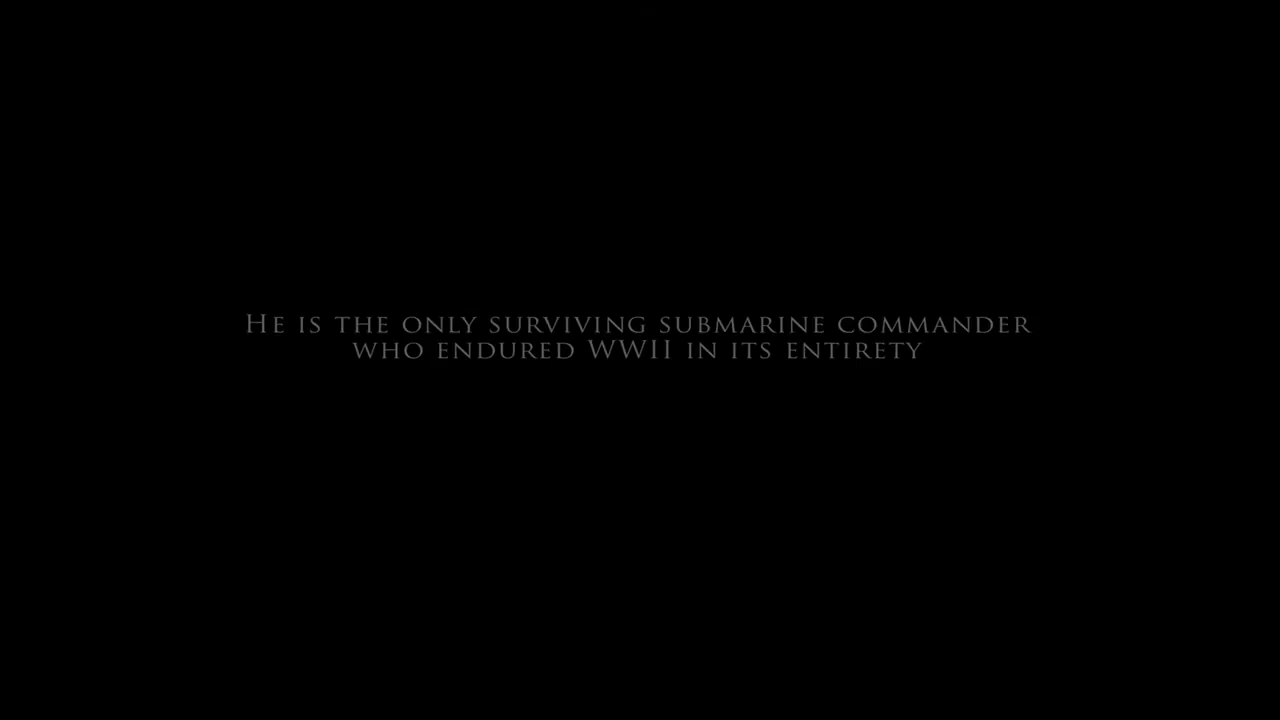 He is the only surviving submarine commander
who endured WWII in its entirety